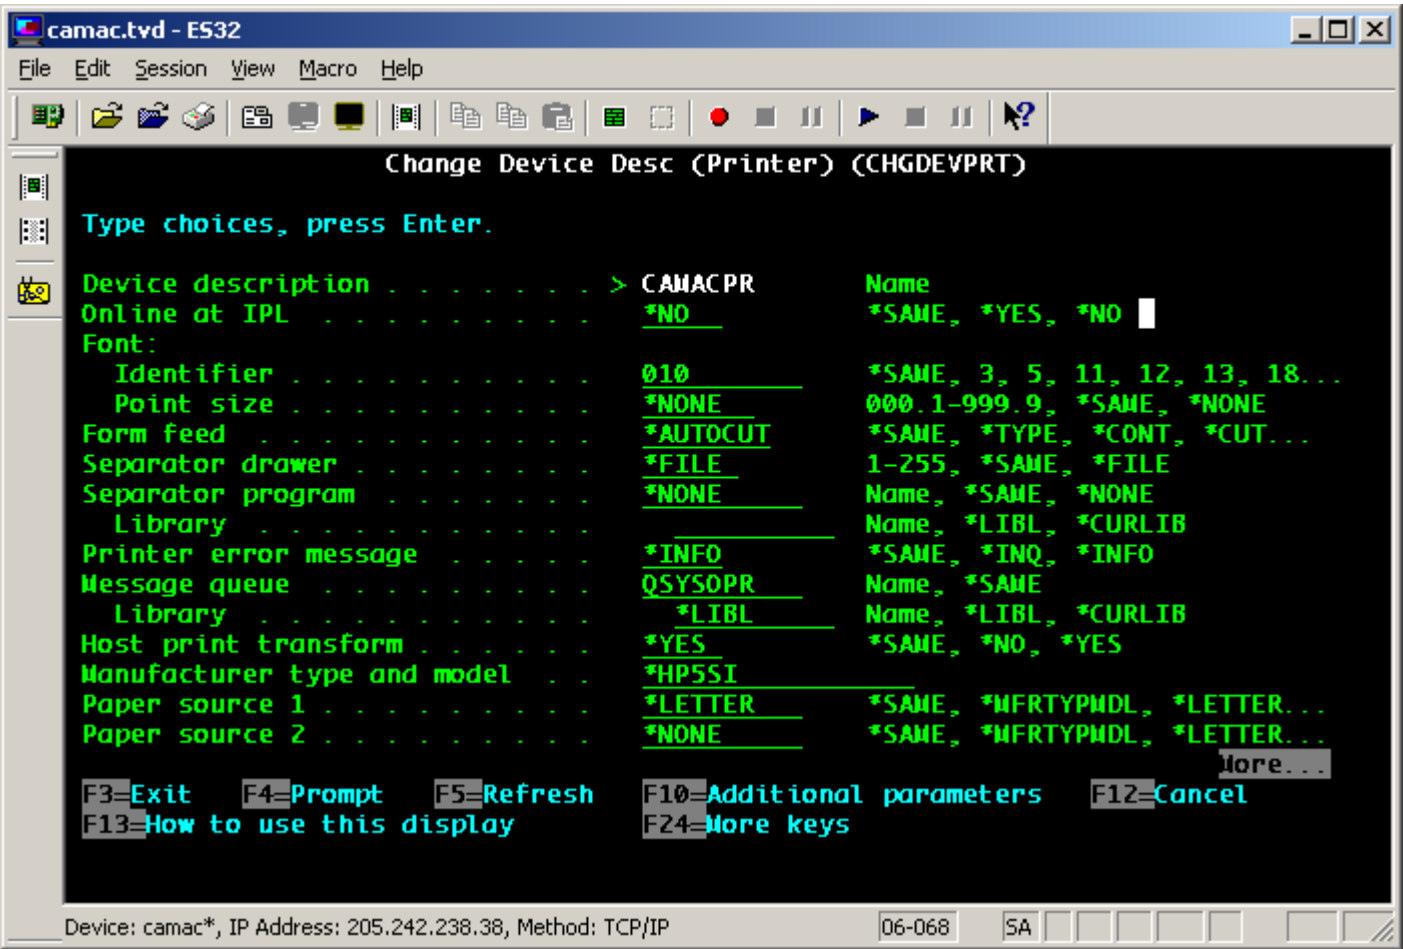 camac.tvd - ES32
File Edit Session View Macro Help
Change Device Desc (Printer) (CHGDEVPRT)
Type choices, press Enter.
Device description . . . . . . . > CAMACPR Name
Online at IPL . . . . . . . . . *NO *SAME, *YES, *NO
Font:
Identifier . . . . . . . . . . 010 *SAME, 3, 5, 11, 12, 13, 18...
Point size . . . . . . . . . . *NONE 000.1-999.9, *SAME, *NONE
Form feed . . . . . . . . . . . *AUTOCUT *SAME, *TYPE, *CONT, *CUT...
Separator drawer . . . . . . . . *FILE 1-255, *SAME, *FILE
Separator program . . . . . . . *NONE Name, *SAME, *NONE
Library . . . . . . . . . . . Name, *LIBL, *CURLIB
Printer error message . . . . . *INFO *SAME, *INQ, *INFO
Message queue . . . . . . . . . QSYSOPR Name, *SAME
Library . . . . . . . . . . . *LIBL Name, *LIBL, *CURLIB
Host print transform . . . . . . *YES *SAME, *NO, *YES
Manufacturer type and model . . *HP5SI
Paper source 1 . . . . . . . . . *LETTER *SAME, *MFRTYPMDL, *LETTER...
Paper source 2 . . . . . . . . . *NONE *SAME, *MFRTYPMDL, *LETTER...
More...
F3=Exit F4=Prompt F5=Refresh F10=Additional parameters F12=Cancel
F13=How to use this display F24=More keys
Device: camac*, IP Address: 205.242.238.38, Method: TCP/IP 06-068 SA